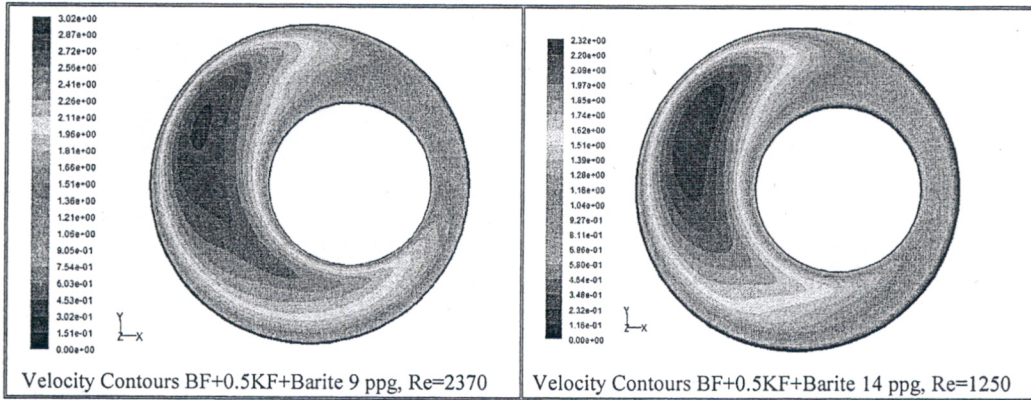 3.02e+00
2.87e+00
2.72e+00
2.56e+00
2.41e+00
2.26e+00
2.11e+00
1.96e+00
1.81e+00
1.66e+00
1.51e+00
1.36e+00
1.21e+00
1.06e+00
9.05e-01
7.54e-01
6.03e-01
4.53e-01
3.02e-01
1.51e-01
0.00e+00
Y
Z X
Velocity Contours BF+0.5KF+Barite 9 ppg, Re=2370
2.32e+00
2.20e+00
2.09e+00
1.97e+00
1.85e+00
1.74e+00
1.62e+00
1.51e+00
1.39e+00
1.28e+00
1.16e+00
1.04e+00
9.27e-01
8.11e-01
6.96e-01
5.80e-01
4.64e-01
3.48e-01
2.32e-01
1.16e-01
0.00e+00
Y
Z X
Velocity Contours BF+0.5KF+Barite 14 ppg, Re=1250